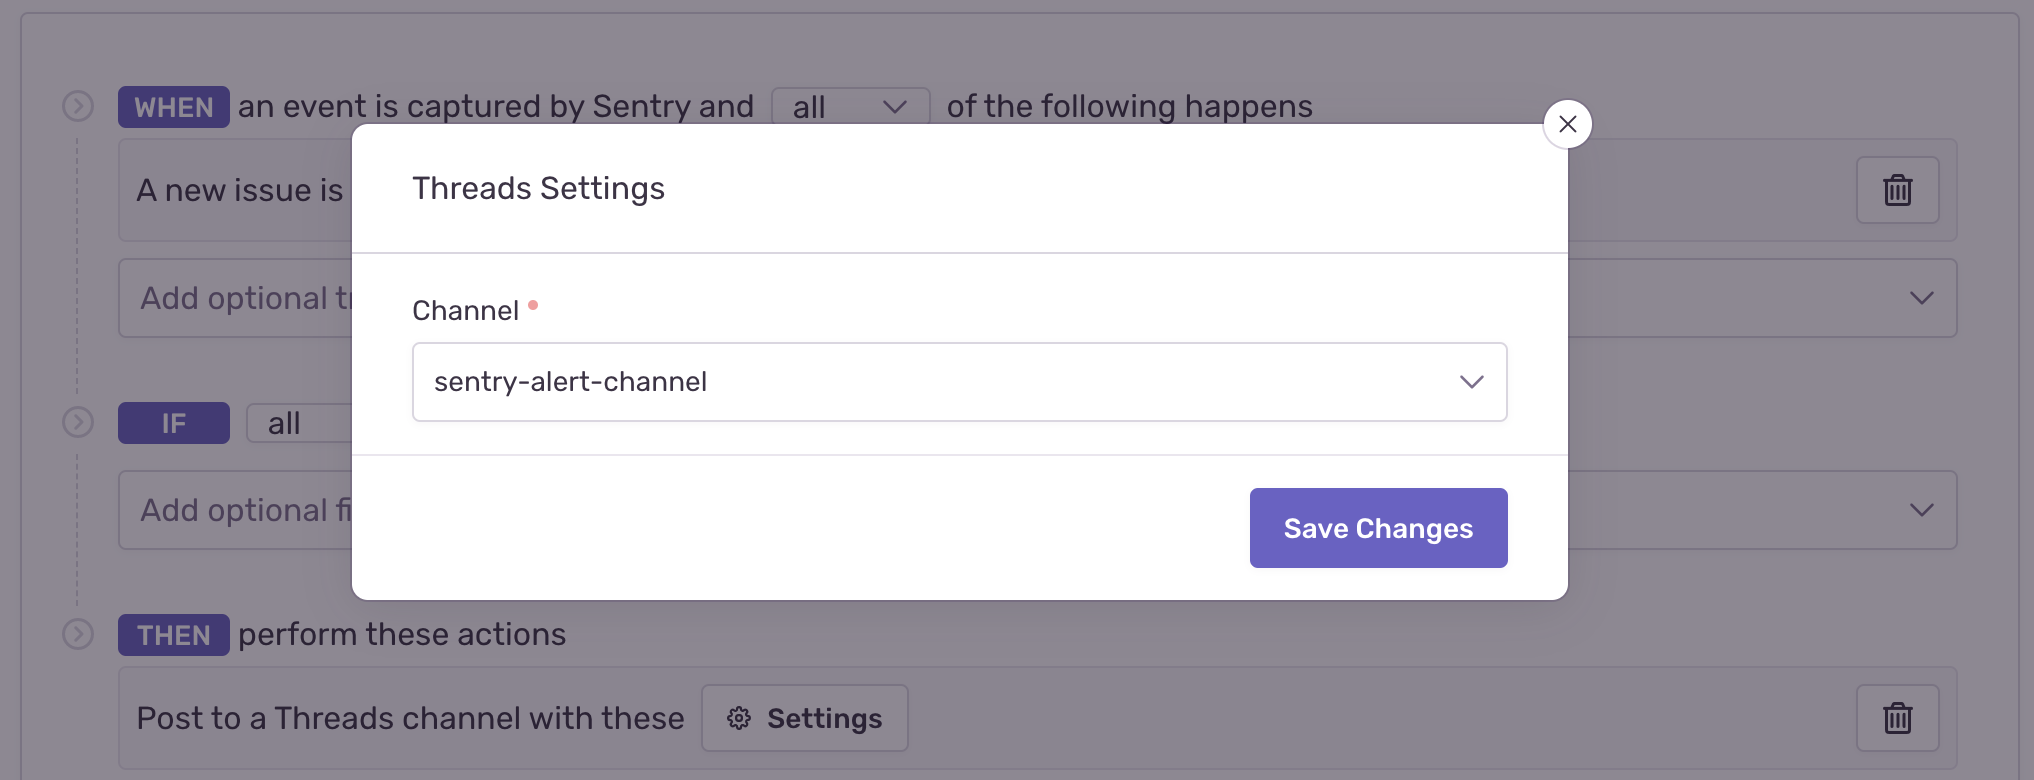 WHEN an event is captured by Sentry and all of the following happens
A new issue is
Threads Settings
Add optional
Channel
sentry-alert-channel
IF all
Add optional
Save Changes
THEN perform these actions
Post to a Threads channel with these Settings